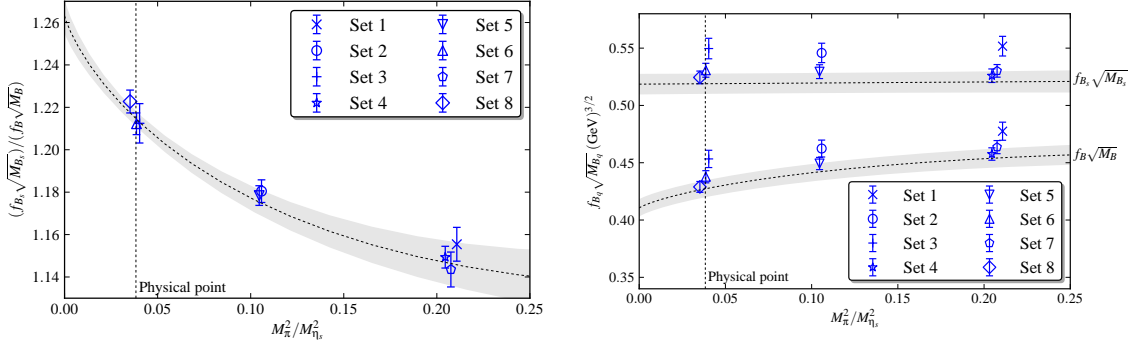 (f_{B_s}√M_{B_s})/(f_B√M_B)
1.26
1.24
1.22
1.20
1.18
1.16
1.14
Set 1
Set 2
Set 3
Set 4
Set 5
Set 6
Set 7
Set 8
Physical point
0.00
0.05
0.10
0.15
0.20
0.25
M_π^2/M_{η_s}^2
f_{B_q}√M_{B_q} (GeV)^{3/2}
0.55
0.50
0.45
0.40
0.35
f_{B_s}√M_{B_s}
f_B√M_B
Set 1
Set 2
Set 3
Set 4
Set 5
Set 6
Set 7
Set 8
Physical point
0.00
0.05
0.10
0.15
0.20
0.25
M_π^2/M_{η_s}^2